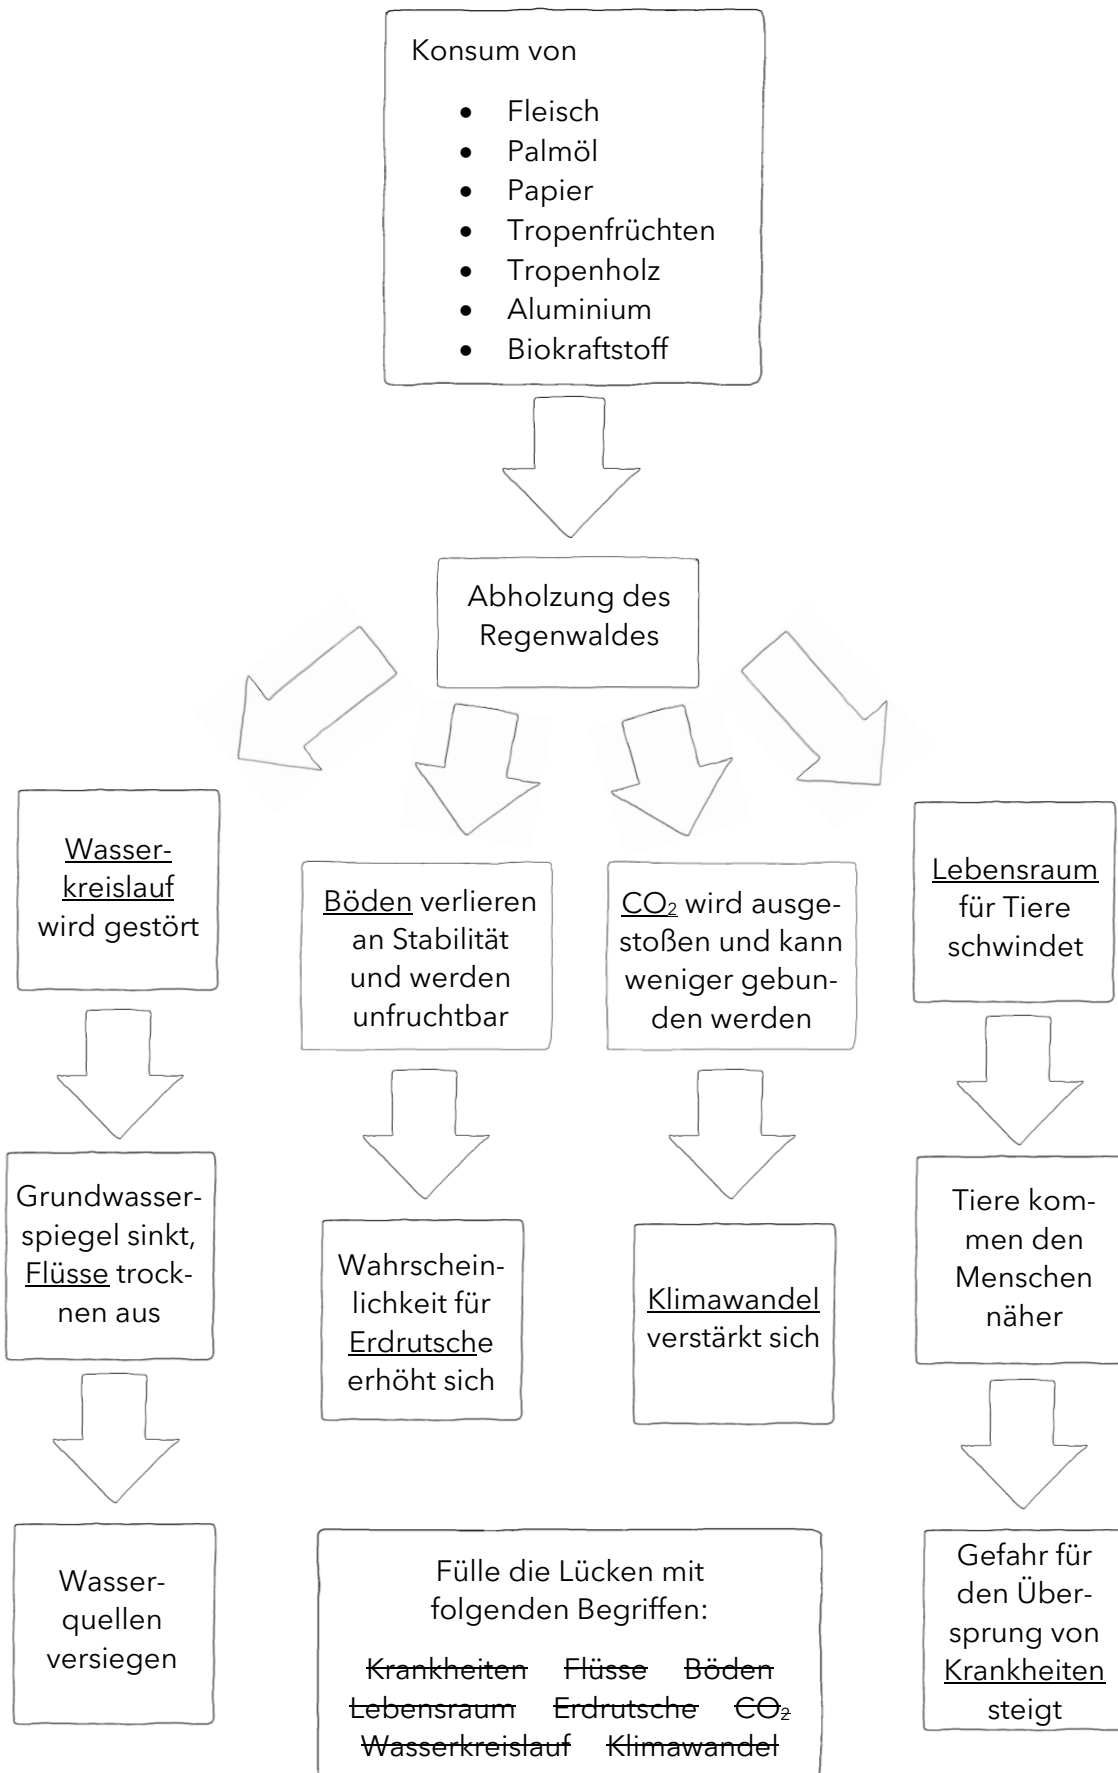 Konsum von
• Fleisch
• Palmöl
• Papier
• Tropenfrüchten
• Tropenholz
• Aluminium
• Biokraftstoff
Abholzung des
Regenwaldes
Wasser-
kreislauf
wird gestört
Böden verlieren
an Stabilität
und werden
unfruchtbar
CO₂ wird ausge-
stoßen und kann
weniger gebun-
den werden
Lebensraum
für Tiere
schwindet
Grundwasser-
spiegel sinkt,
Flüsse trock-
nen aus
Wahrschein-
lichkeit für
Erdrutsche
erhöht sich
Klimawandel
verstärkt sich
Tiere kom-
men den
Menschen
näher
Wasser-
quellen
versiegen
Fülle die Lücken mit
folgenden Begriffen:
Krankheiten Flüsse Böden
Lebensraum Erdrutsche CO₂
Wasserkreislauf Klimawandel
Gefahr für
den Über-
sprung von
Krankheiten
steigt